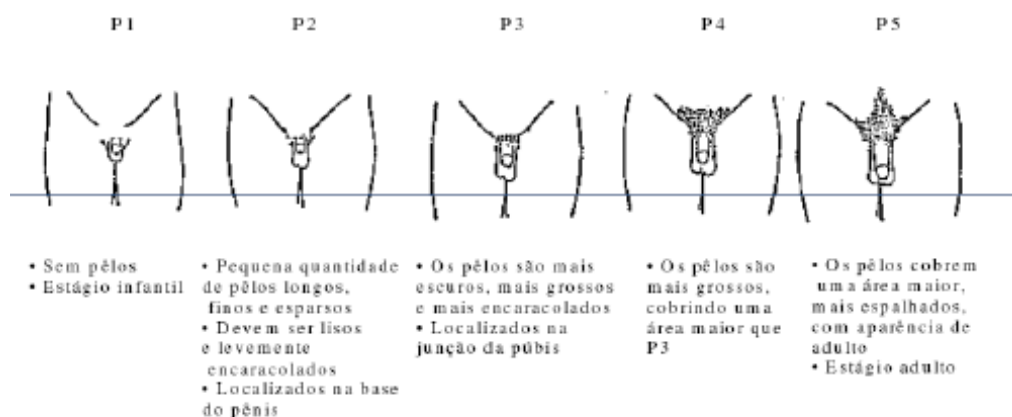 P1
P2
P3
P4
P5
• Sem pêlos
• Estágio infantil
• Pequena quantidade
de pêlos longos,
finos e esparsos
• Devem ser lisos
e levemente
encaracolados
• Localizados na base
do pênis
• Os pêlos são mais
escuros, mais grossos
e mais encaracolados
• Localizados na
junção da púbis
• Os pêlos são
mais grossos,
cobrindo uma
área maior que
P3
• Os pêlos cobrem
uma área maior,
mais espalhados,
com aparência de
adulto
• Estágio adulto